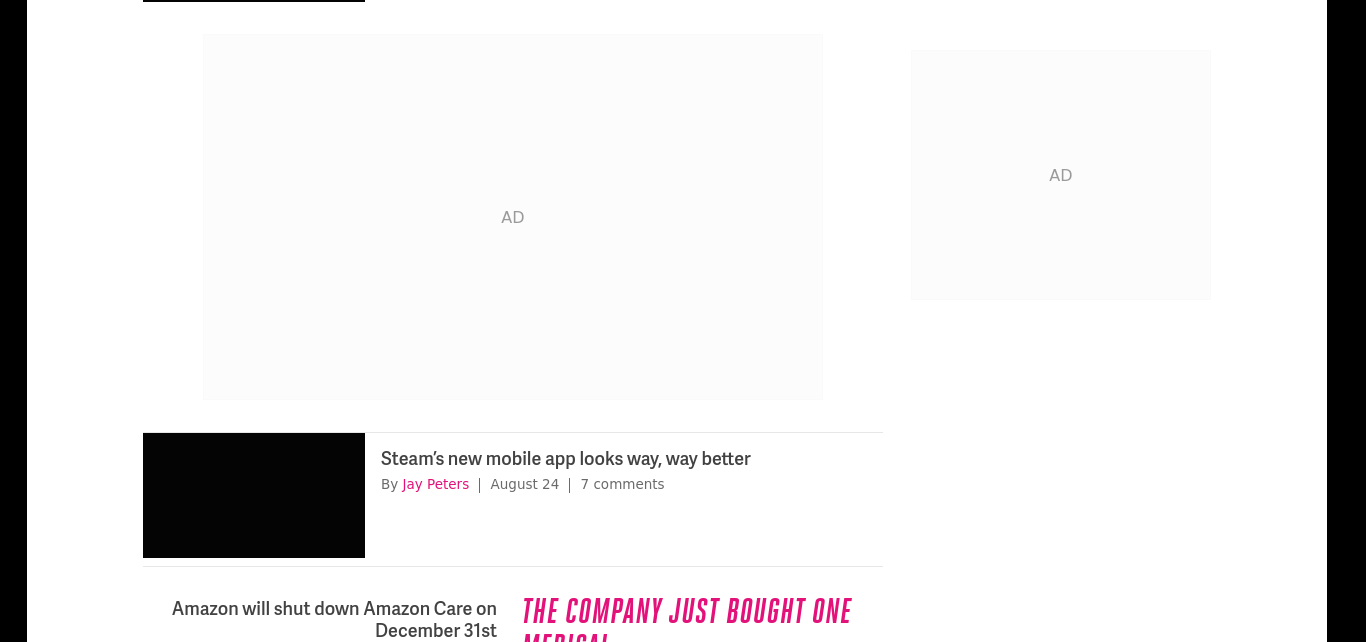 AD
AD
Steam’s new mobile app looks way, way better
By Jay Peters | August 24 | 7 comments
Amazon will shut down Amazon Care on
December 31st
THE COMPANY JUST BOUGHT ONE
MEDICAL